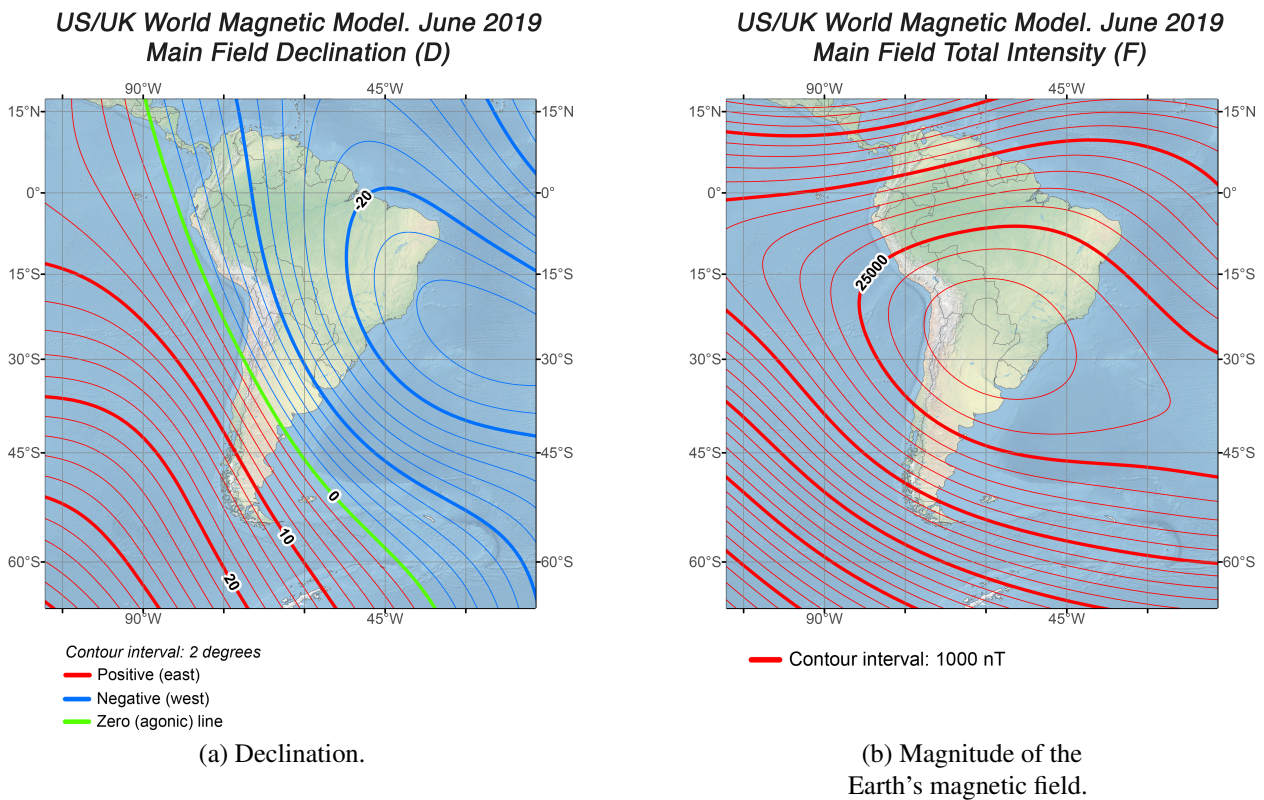 US/UK World Magnetic Model. June 2019
Main Field Declination (D)
90°W 45°W
15°N 15°N
0° 0°
-20
15°S 15°S
30°S 30°S
45°S 45°S
0
10
60°S 60°S
20
90°W 45°W
Contour interval: 2 degrees
Positive (east)
Negative (west)
Zero (agonic) line
(a) Declination.
US/UK World Magnetic Model. June 2019
Main Field Total Intensity (F)
90°W 45°W
15°N 15°N
0° 0°
25000
15°S 15°S
30°S 30°S
45°S 45°S
60°S 60°S
90°W 45°W
Contour interval: 1000 nT
(b) Magnitude of the
Earth's magnetic field.